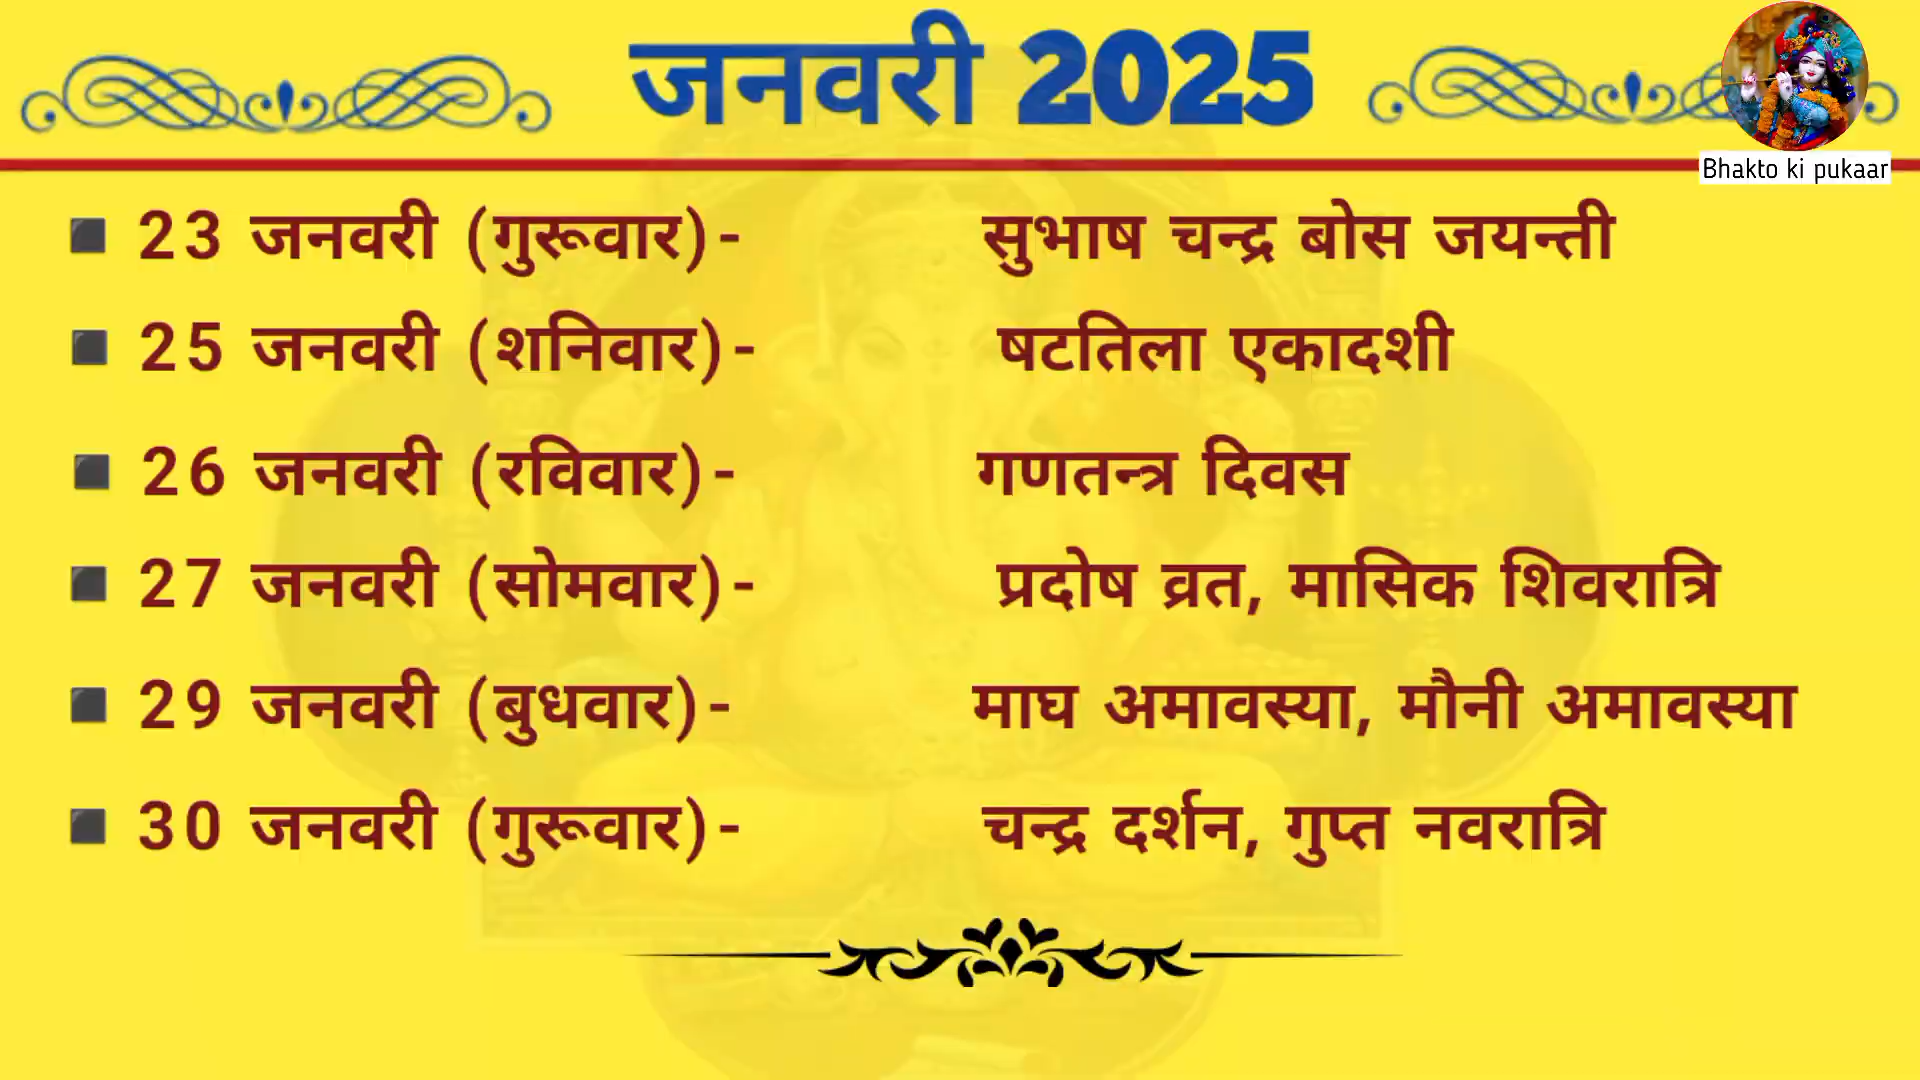 जनवरी 2025
Bhakto ki pukaar
▪ 23 जनवरी (गुरूवार)- सुभाष चन्द्र बोस जयन्ती
▪ 25 जनवरी (शनिवार)- षटतिला एकादशी
▪ 26 जनवरी (रविवार)- गणतन्त्र दिवस
▪ 27 जनवरी (सोमवार)- प्रदोष व्रत, मासिक शिवरात्रि
▪ 29 जनवरी (बुधवार)- माघ अमावस्या, मौनी अमावस्या
▪ 30 जनवरी (गुरूवार)- चन्द्र दर्शन, गुप्त नवरात्रि